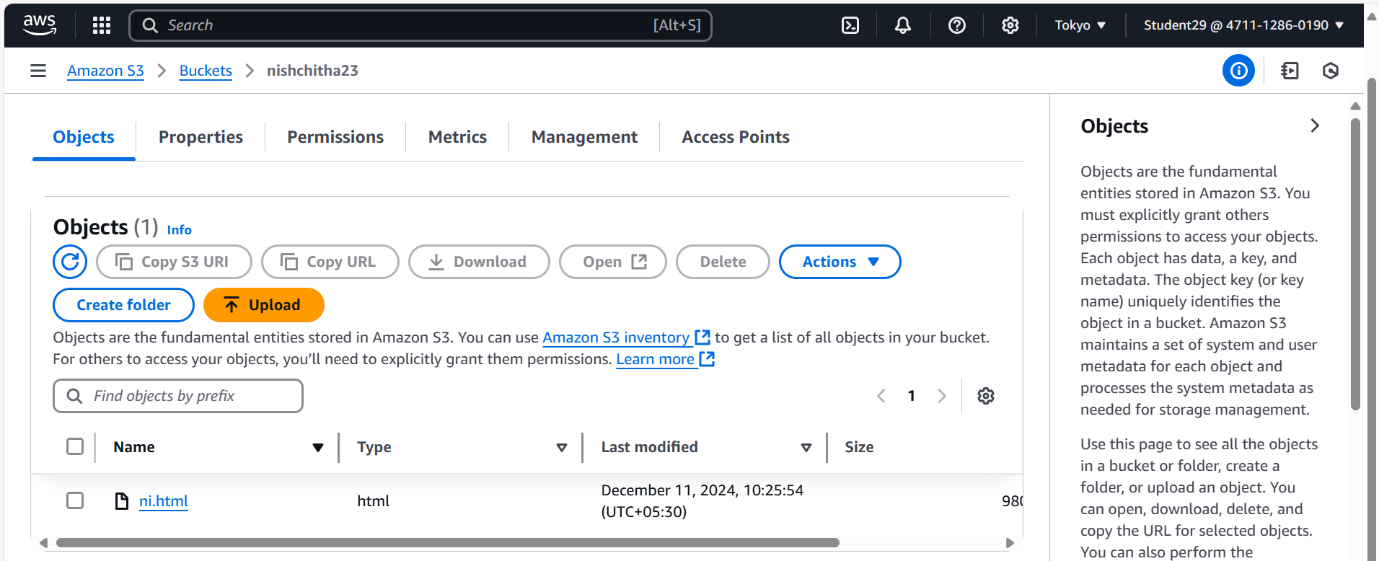 aws
Search [Alt+S]
Tokyo Student29 @ 4711-1286-0190
Amazon S3 Buckets nishchitha23
Objects Properties Permissions Metrics Management Access Points
Objects (1) Info
Copy S3 URI Copy URL Download Open Delete Actions
Create folder Upload
Objects are the fundamental entities stored in Amazon S3. You can use Amazon S3 inventory to get a list of all objects in your bucket.
For others to access your objects, you'll need to explicitly grant them permissions. Learn more
Find objects by prefix
1
Name Type Last modified Size
ni.html html December 11, 2024, 10:25:54
(UTC+05:30)
Objects
Objects are the fundamental
entities stored in Amazon S3. You
must explicitly grant others
permissions to access your objects.
Each object has data, a key, and
metadata. The object key (or key
name) uniquely identifies the
object in a bucket. Amazon S3
maintains a set of system and user
metadata for each object and
processes the system metadata as
needed for storage management.
Use this page to see all the objects
in a bucket or folder, create a
folder, or upload an object. You
can open, download, delete, and
copy the URL for selected objects.
You can also perform the